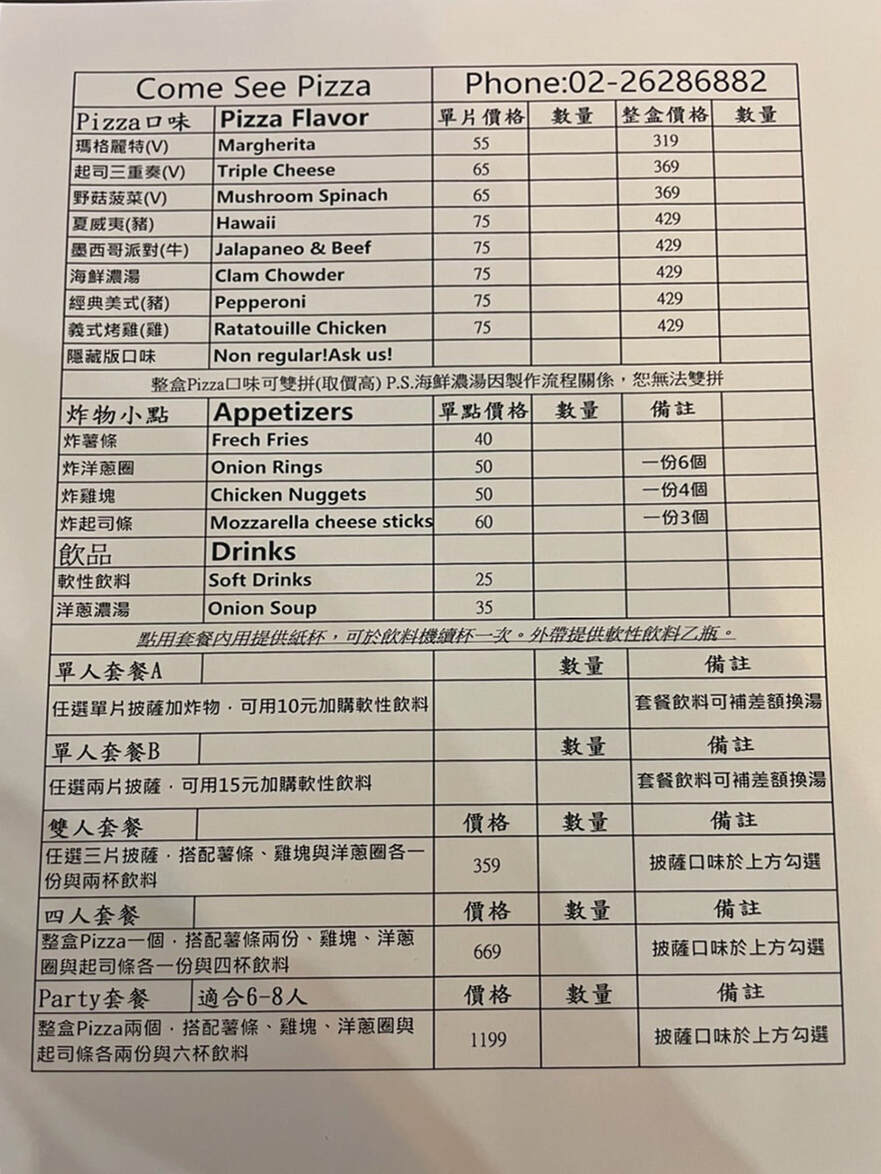 Come See Pizza Phone:02-26286882
Pizza口味 Pizza Flavor 單片價格 數量 整盒價格 數量
瑪格麗特(V) Margherita 55 319
起司三重奏(V) Triple Cheese 65 369
野菇菠菜(V) Mushroom Spinach 65 369
夏威夷(豬) Hawaii 75 429
墨西哥派對(牛) Jalapaneo & Beef 75 429
海鮮濃湯 Clam Chowder 75 429
經典美式(豬) Pepperoni 75 429
義式烤雞(雞) Ratatouille Chicken 75 429
隱藏版口味 Non regular!Ask us!
整盒Pizza口味可雙拼(取價高) P.S.海鮮濃湯因製作流程關係，恕無法雙拼
炸物小點 Appetizers 單點價格 數量 備註
炸薯條 Frech Fries 40
炸洋蔥圈 Onion Rings 50 一份6個
炸雞塊 Chicken Nuggets 50 一份4個
炸起司條 Mozzarella cheese sticks 60 一份3個
飲品 Drinks
軟性飲料 Soft Drinks 25
洋蔥濃湯 Onion Soup 35
點用套餐內用提供紙杯，可於飲料機續杯一次。外帶提供軟性飲料乙瓶。
單人套餐A 數量 備註
任選單片披薩加炸物．可用10元加購軟性飲料 套餐飲料可補差額換湯
單人套餐B 數量 備註
任選兩片披薩．可用15元加購軟性飲料 套餐飲料可補差額換湯
雙人套餐 價格 數量 備註
任選三片披薩．搭配薯條、雞塊與洋蔥圈各一
份與兩杯飲料 359 披薩口味於上方勾選
四人套餐 價格 數量 備註
整盒Pizza一個．搭配薯條兩份、雞塊、洋蔥
圈與起司條各一份與四杯飲料 669 披薩口味於上方勾選
Party套餐 適合6-8人 價格 數量 備註
整盒Pizza兩個．搭配薯條、雞塊、洋蔥圈與
起司條各兩份與六杯飲料 1199 披薩口味於上方勾選